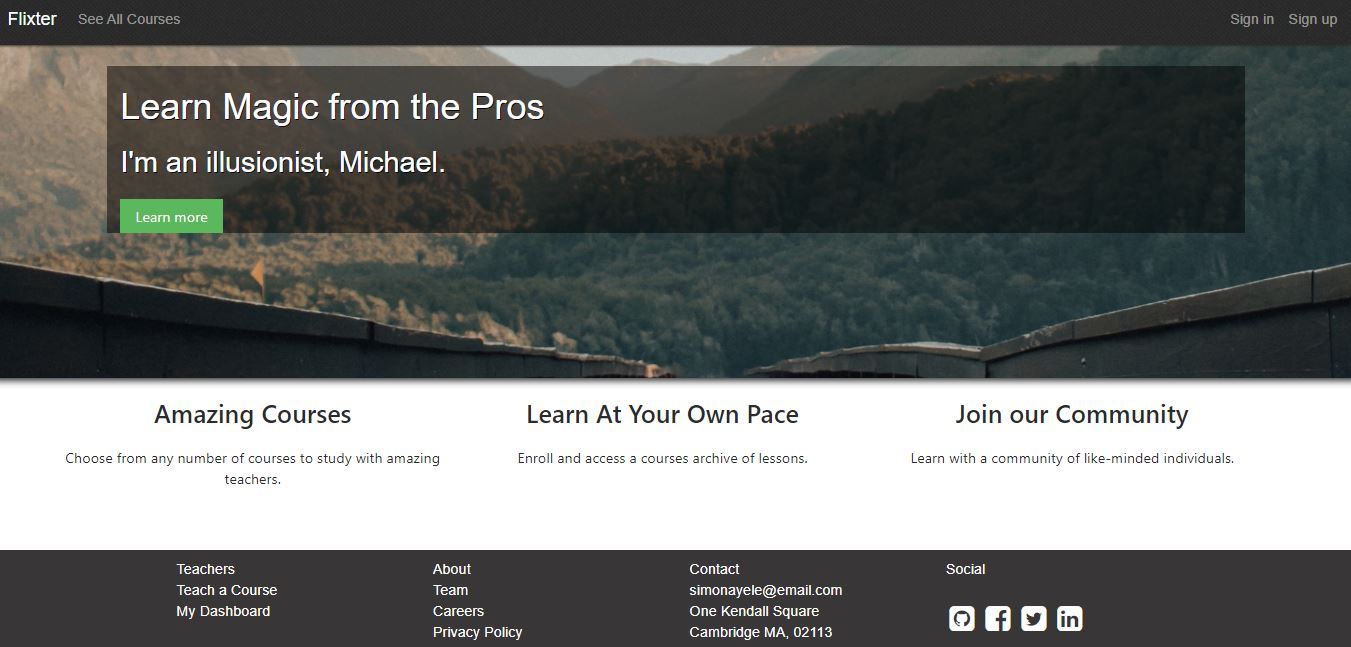 Flixter See All Courses Sign in Sign up
Learn Magic from the Pros
I'm an illusionist, Michael.
Learn more
Amazing Courses
Choose from any number of courses to study with amazing
teachers.
Learn At Your Own Pace
Enroll and access a courses archive of lessons.
Join our Community
Learn with a community of like-minded individuals.
Teachers
Teach a Course
My Dashboard
About
Team
Careers
Privacy Policy
Contact
simonayele@email.com
One Kendall Square
Cambridge MA, 02113
Social